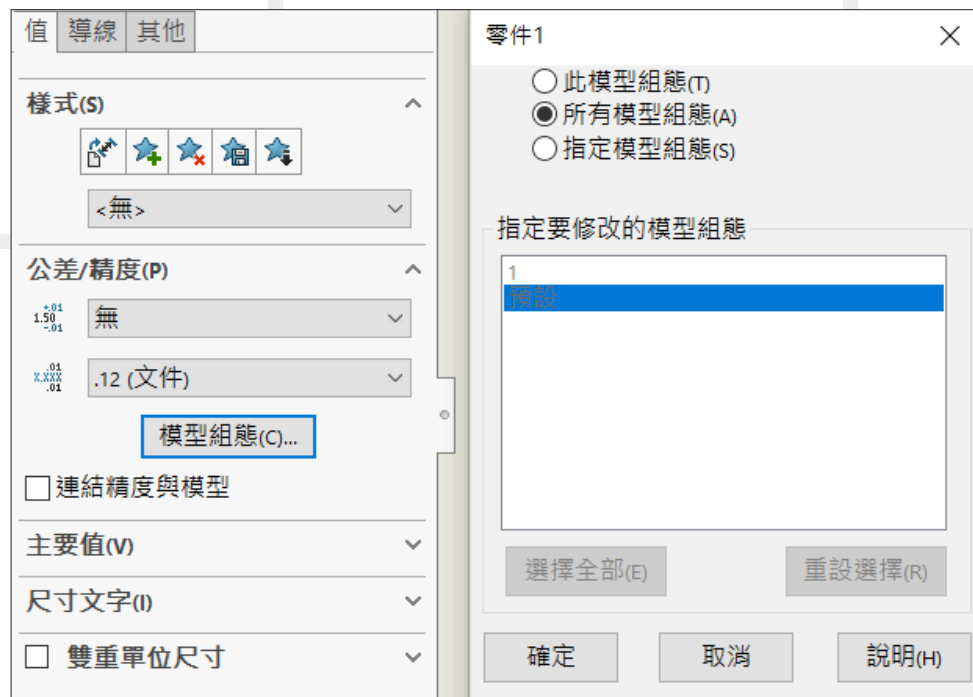 值 導線 其他
樣式(S)
<無>
公差/精度(P)
1.50 +.01 -.01
無
X.XXX .01 .01
.12 (文件)
模型組態(C)...
連結精度與模型
主要值(V)
尺寸文字(I)
雙重單位尺寸
零件1
此模型組態(T)
所有模型組態(A)
指定模型組態(S)
指定要修改的模型組態
1
預設
選擇全部(E) 重設選擇(R)
確定 取消 說明(H)